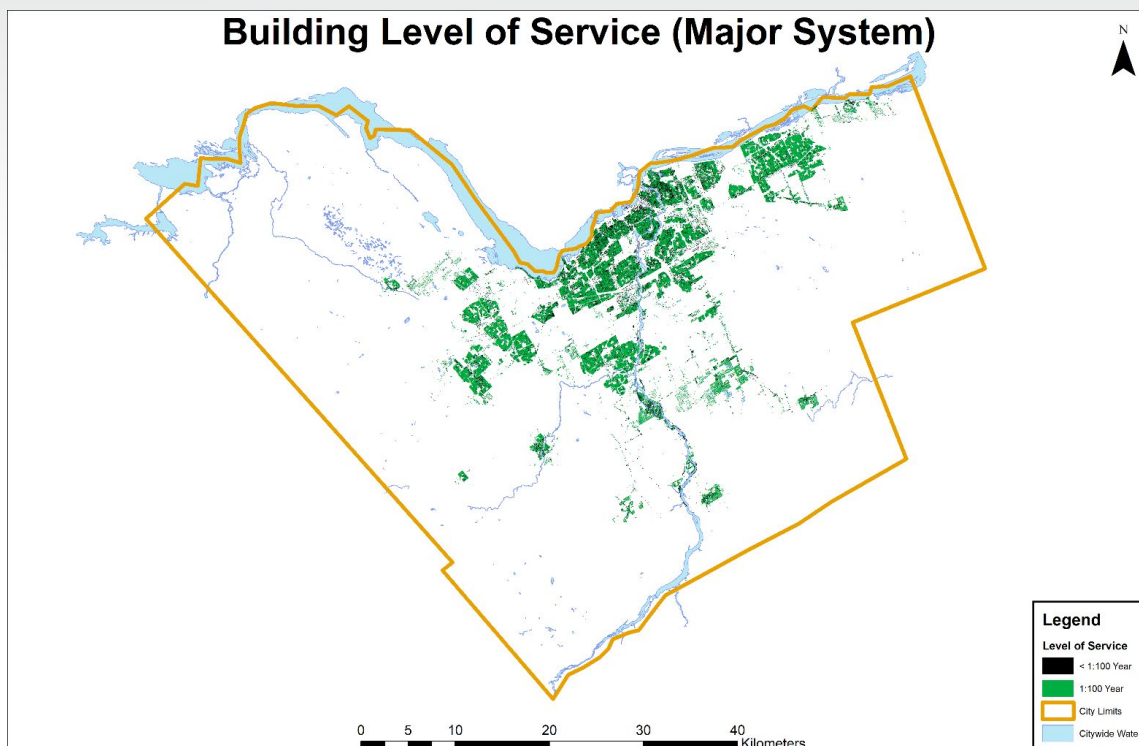 Building Level of Service (Major System)
N
Legend
Level of Service
< 1:100 Year
1:100 Year
City Limits
Citywide Wate
0 5 10 20 30 40
Kilometers